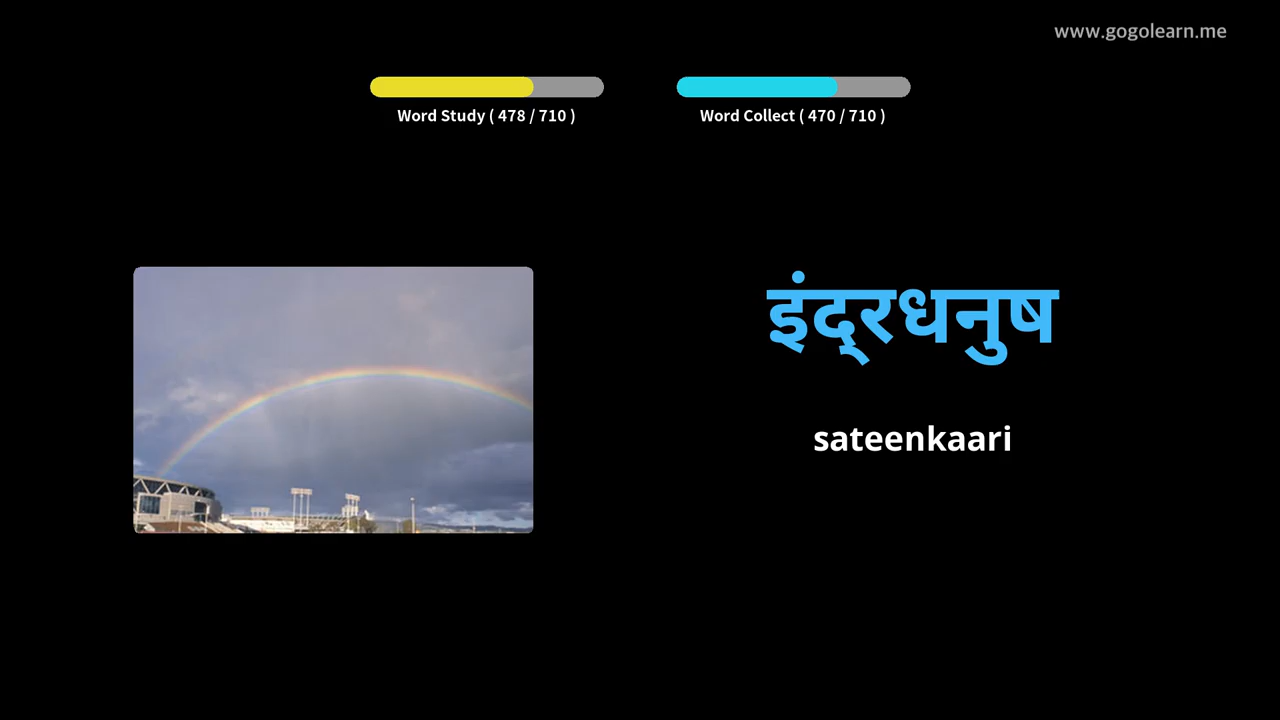 www.gogolearn.me
Word Study ( 478 / 710 )
Word Collect ( 470 / 710 )
इंद्‌रधनुष
sateenkaari